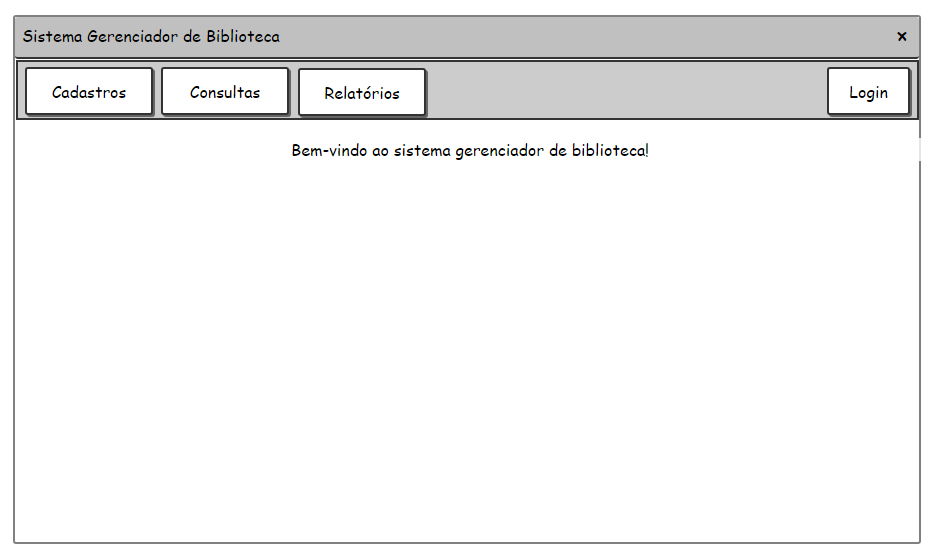 Sistema Gerenciador de Biblioteca ×
Cadastros Consultas Relatórios Login
Bem-vindo ao sistema gerenciador de biblioteca!